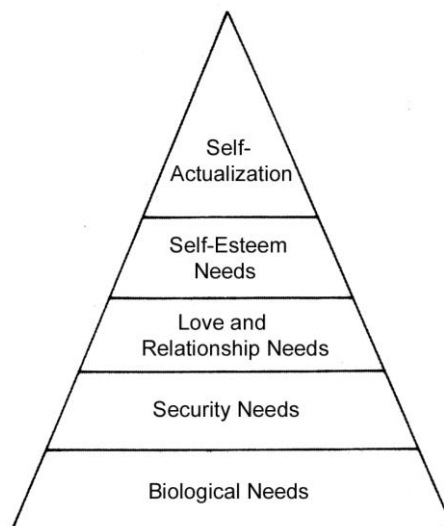 Self-
Actualization
Self-Esteem
Needs
Love and
Relationship Needs
Security Needs
Biological Needs